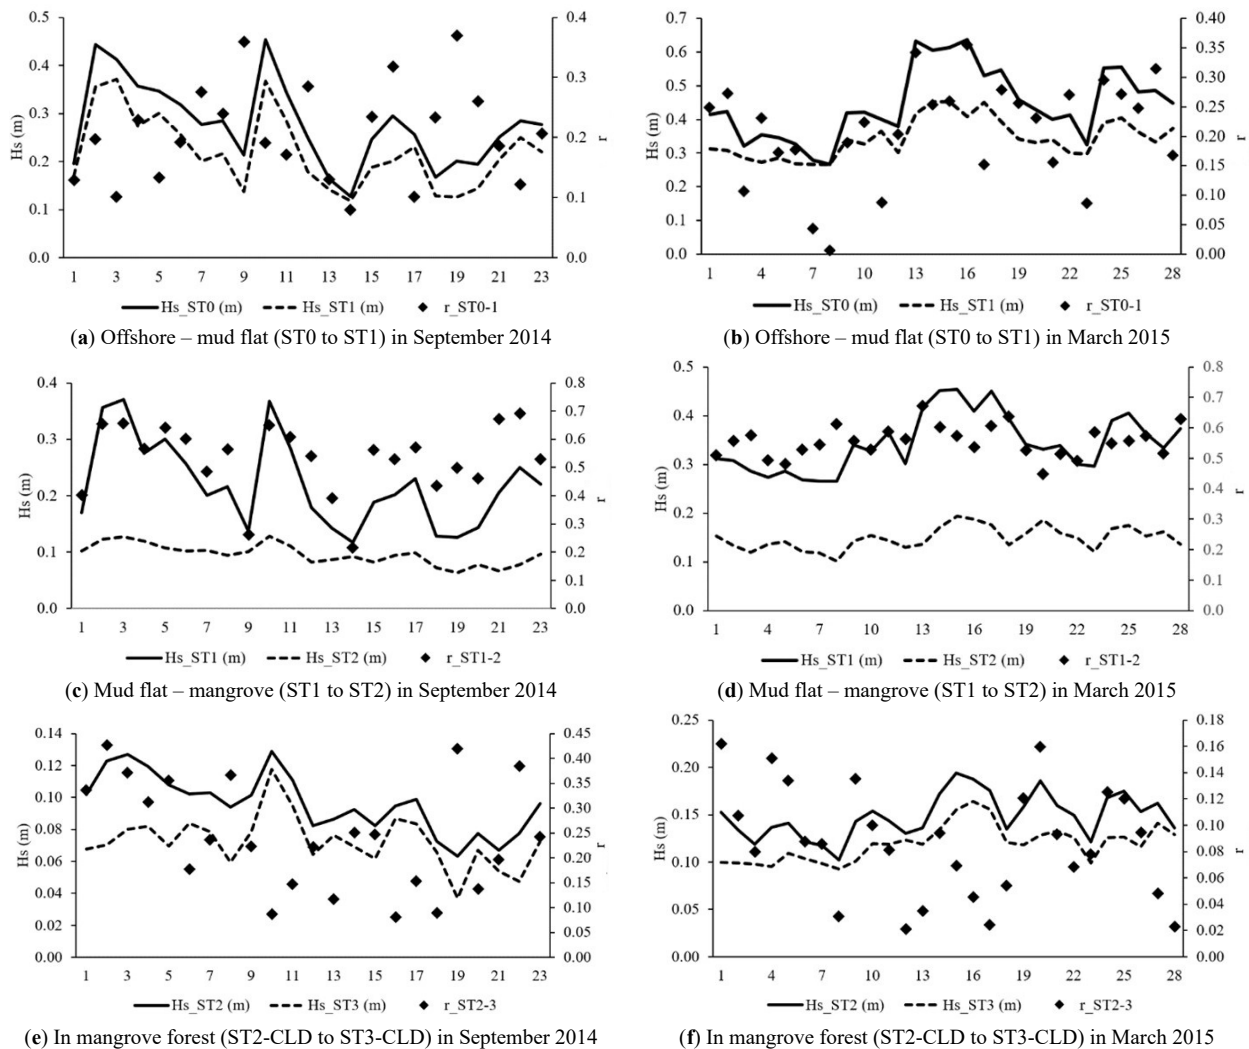 0.5 0.4 0.3 0.2 0.1 0.0
Hs (m)
0.4 0.3 0.2 0.1 0.0
r
1 3 5 7 9 11 13 15 17 19 21 23
Hs_ST0 (m) Hs_ST1 (m) r_ST0-1
(a) Offshore – mud flat (ST0 to ST1) in September 2014
0.7 0.6 0.5 0.4 0.3 0.2 0.1 0.0
Hs (m)
0.40 0.35 0.30 0.25 0.20 0.15 0.10 0.05 0.00
r
1 4 7 10 13 16 19 22 25 28
Hs_ST0 (m) Hs_ST1 (m) r_ST0-1
(b) Offshore – mud flat (ST0 to ST1) in March 2015
0.4 0.3 0.2 0.1 0.0
Hs (m)
0.8 0.7 0.6 0.5 0.4 0.3 0.2 0.1 0.0
r
1 3 5 7 9 11 13 15 17 19 21 23
Hs_ST1 (m) Hs_ST2 (m) r_ST1-2
(c) Mud flat – mangrove (ST1 to ST2) in September 2014
0.5 0.4 0.3 0.2 0.1 0.0
Hs (m)
0.8 0.7 0.6 0.5 0.4 0.3 0.2 0.1 0.0
r
1 4 7 10 13 16 19 22 25 28
Hs_ST1 (m) Hs_ST2 (m) r_ST1-2
(d) Mud flat – mangrove (ST1 to ST2) in March 2015
0.14 0.12 0.10 0.08 0.06 0.04 0.02 0.00
Hs (m)
0.45 0.40 0.35 0.30 0.25 0.20 0.15 0.10 0.05 0.00
r
1 3 5 7 9 11 13 15 17 19 21 23
Hs_ST2 (m) Hs_ST3 (m) r_ST2-3
(e) In mangrove forest (ST2-CLD to ST3-CLD) in September 2014
0.25 0.20 0.15 0.10 0.05 0.00
Hs (m)
0.18 0.16 0.14 0.12 0.10 0.08 0.06 0.04 0.02 0.00
r
1 4 7 10 13 16 19 22 25 28
Hs_ST2 (m) Hs_ST3 (m) r_ST2-3
(f) In mangrove forest (ST2-CLD to ST3-CLD) in March 2015